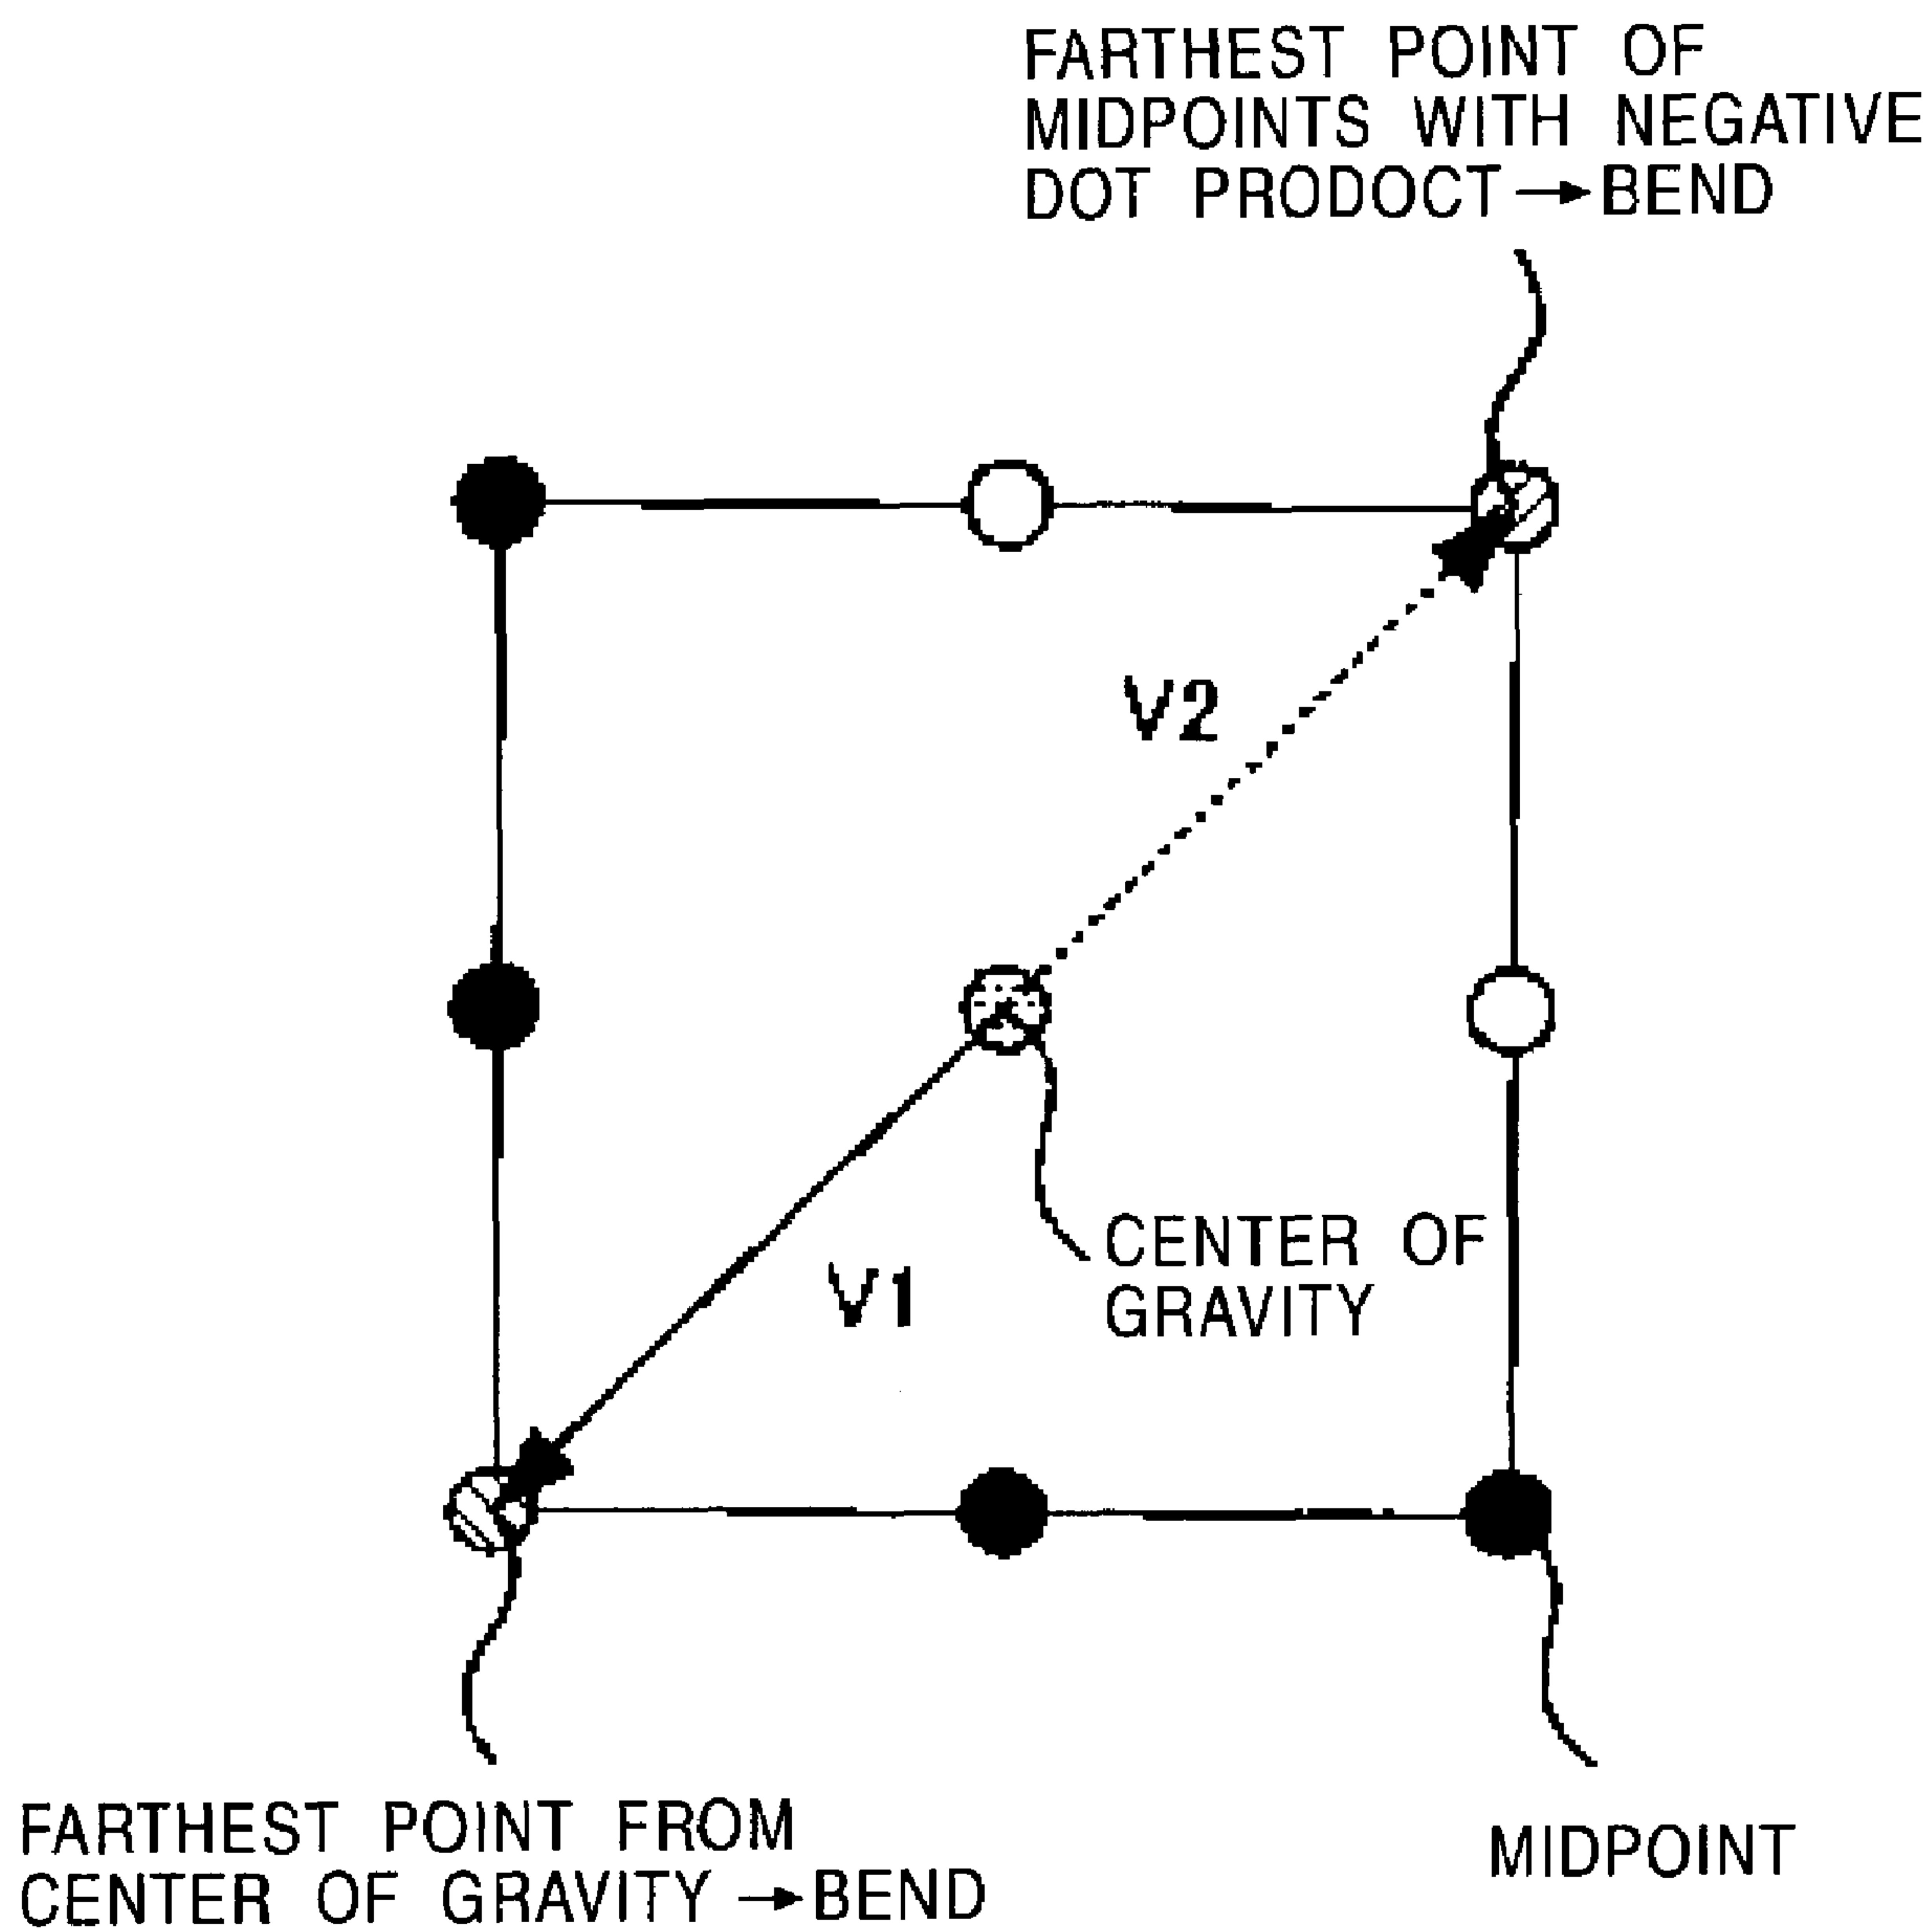 FARTHEST POINT OF
MIDPOINTS WITH NEGATIVE
DOT PRODOCT → BEND
V2
CENTER OF
GRAVITY
V1
FARTHEST POINT FROM
CENTER OF GRAVITY → BEND
MIDPOINT